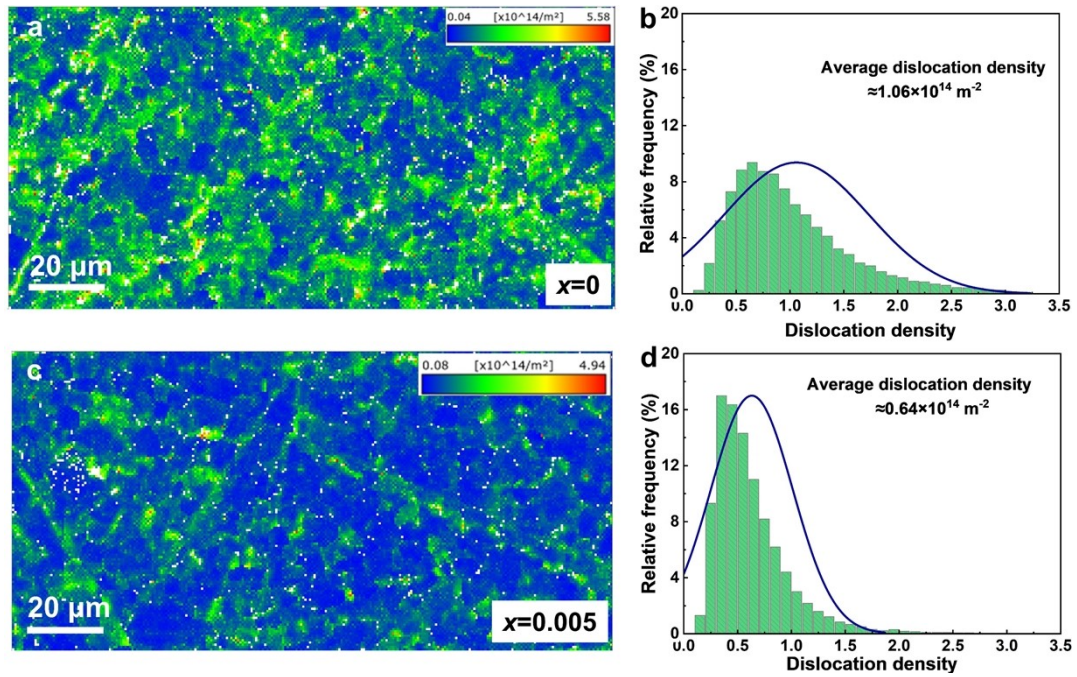 a
0.04 [x10^14/m²] 5.58
20 μm
x=0
b
20
16
12
8
4
0
Relative frequency (%)
Average dislocation density
≈1.06×10¹⁴ m⁻²
0.0 0.5 1.0 1.5 2.0 2.5 3.0 3.5
Dislocation density
c
0.08 [x10^14/m²] 4.94
20 μm
x=0.005
d
20
16
12
8
4
0
Relative frequency (%)
Average dislocation density
≈0.64×10¹⁴ m⁻²
0.0 0.5 1.0 1.5 2.0 2.5 3.0 3.5
Dislocation density